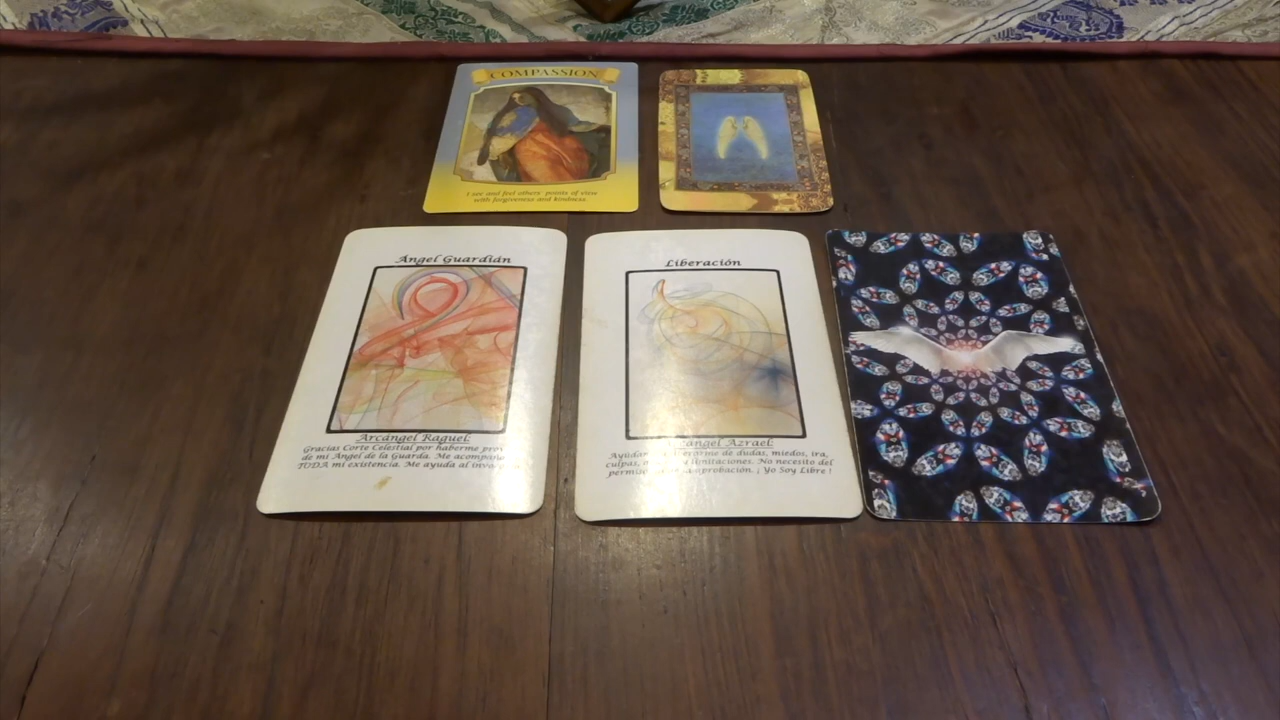 COMPASSION
I see and feel others' points of view
with forgiveness and kindness.
Ángel Guardián
Arcángel Raguel:
Gracias Corte Celestial por haberme
de mi Ángel de la Guarda. Me
TODA mi existencia. Me ayuda al
Liberación
Azrael:
de dudas, miedos, ira,
culpas, limitaciones. No necesito del
¡ Yo Soy Libre !